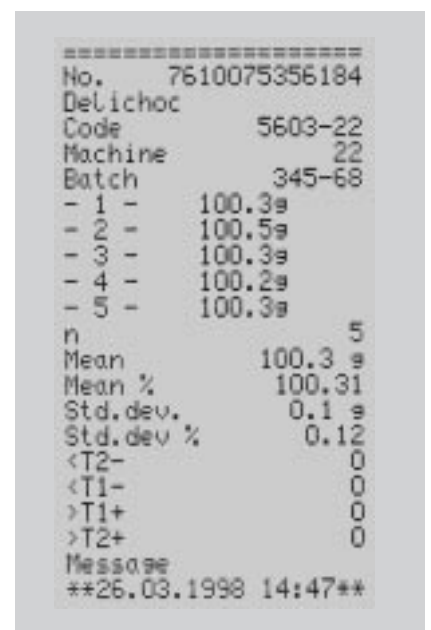 ====================
No. 7610075356184
Delichoc
Code 5603-22
Machine 22
Batch 345-68
- 1 - 100.3g
- 2 - 100.5g
- 3 - 100.3g
- 4 - 100.2g
- 5 - 100.3g
n 5
Mean 100.3 g
Mean % 100.31
Std.dev. 0.1 g
Std.dev % 0.12
<T2- 0
<T1- 0
>T1+ 0
>T2+ 0
Message
**26.03.1998 14:47**